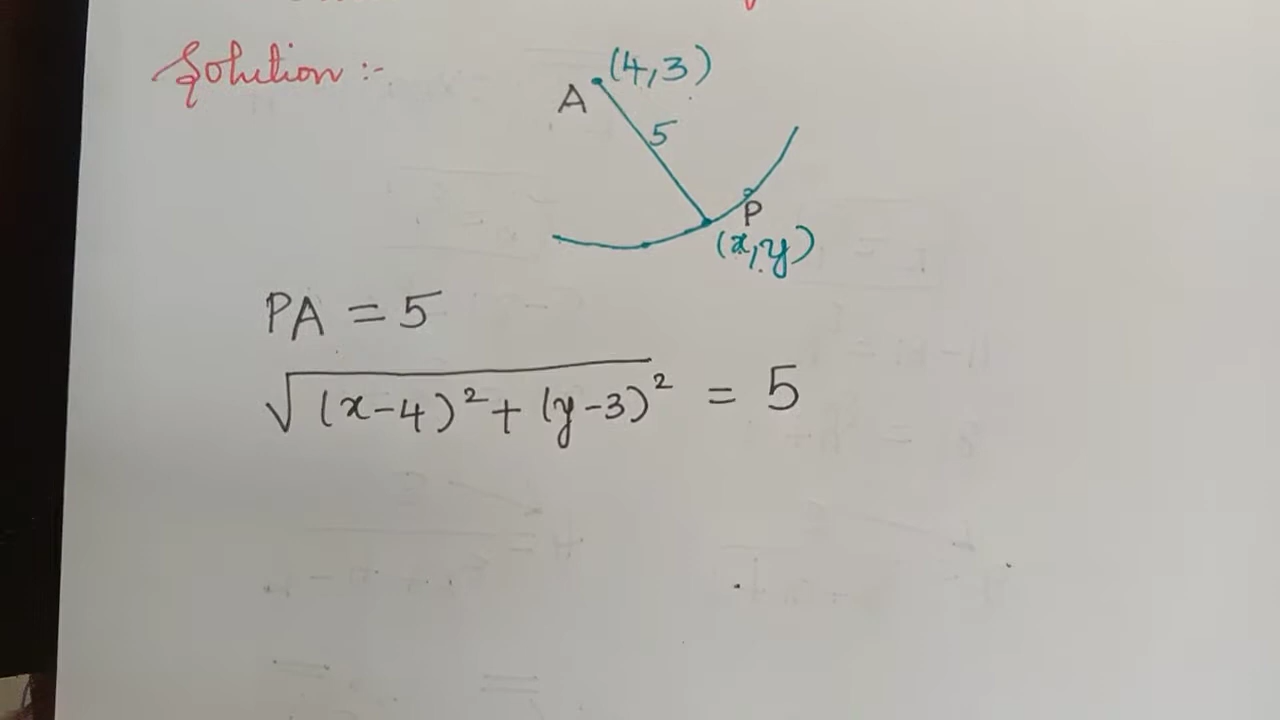 Solution :-
(4,3)
A
5
P
(x,y)
PA = 5
√(x-4)²+(y-3)² = 5